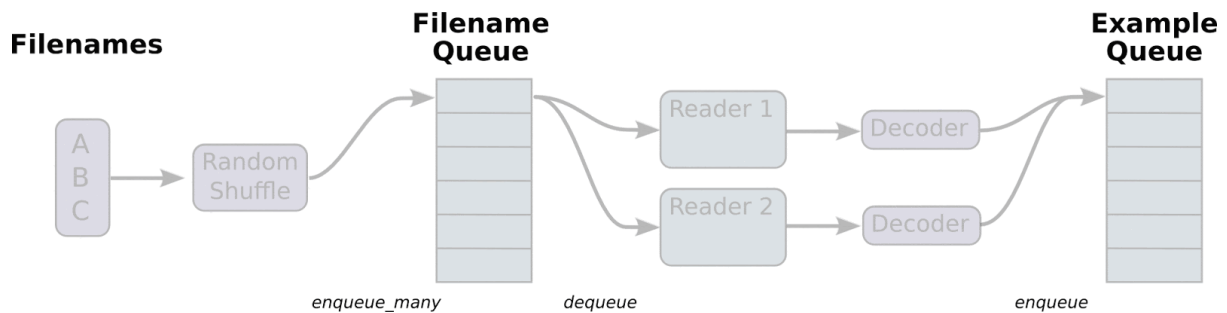 Filenames
Filename
Queue
Example
Queue
A
B
C
Random
Shuffle
Reader 1
Decoder
Reader 2
Decoder
enqueue_many
dequeue
enqueue